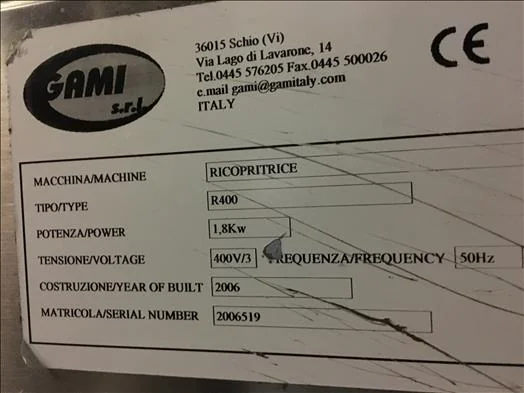 GAMI
s.r.l.
36015 Schio (Vi)
Via Lago di Lavarone, 14
Tel.0445 576205 Fax.0445 500026
e.mail gami@gamitaly.com
ITALY
CE
MACCHINA/MACHINE RICOPRITRICE
TIPO/TYPE R400
POTENZA/POWER 1,8Kw
TENSIONE/VOLTAGE 400V/3 FREQUENZA/FREQUENCY 50Hz
COSTRUZIONE/YEAR OF BUILT 2006
MATRICOLA/SERIAL NUMBER 2006519